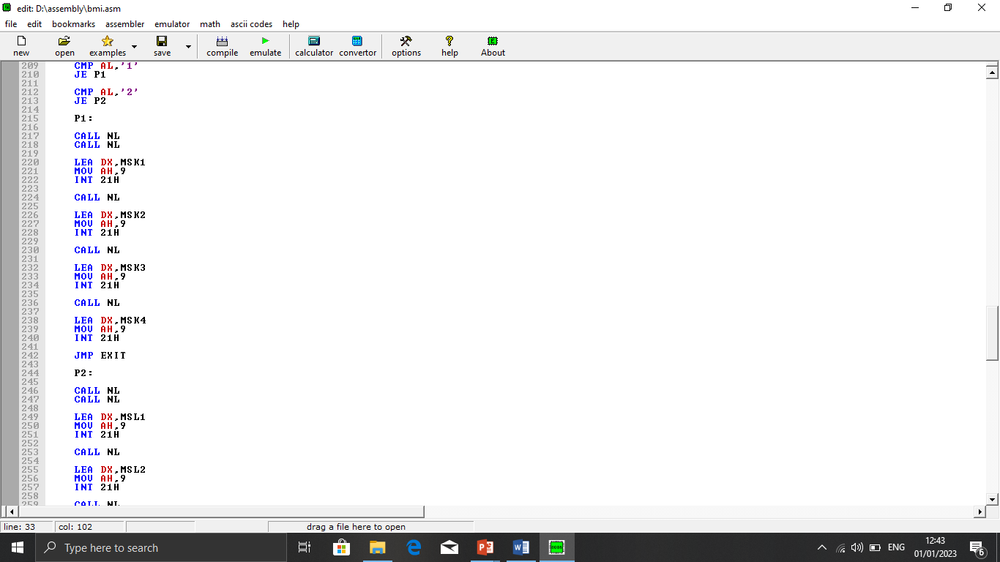 edit: D:\assembly\bmi.asm
file edit bookmarks assembler emulator math ascii codes help
new open examples save compile emulate calculator convertor options help About
209 CMP AL,'1'
210 JE P1
211
212 CMP AL,'2'
213 JE P2
214
215 P1:
216
217 CALL NL
218 CALL NL
219
220 LEA DX,MSK1
221 MOV AH,9
222 INT 21H
223
224 CALL NL
225
226 LEA DX,MSK2
227 MOV AH,9
228 INT 21H
229
230 CALL NL
231
232 LEA DX,MSK3
233 MOV AH,9
234 INT 21H
235
236 CALL NL
237
238 LEA DX,MSK4
239 MOV AH,9
240 INT 21H
241
242 JMP EXIT
243
244 P2:
245
246 CALL NL
247 CALL NL
248
249 LEA DX,MSL1
250 MOV AH,9
251 INT 21H
252
253 CALL NL
254
255 LEA DX,MSL2
256 MOV AH,9
257 INT 21H
258
259 CALL NL
line: 33 col: 102 drag a file here to open
Type here to search
ENG
12:43
01/01/2023
6